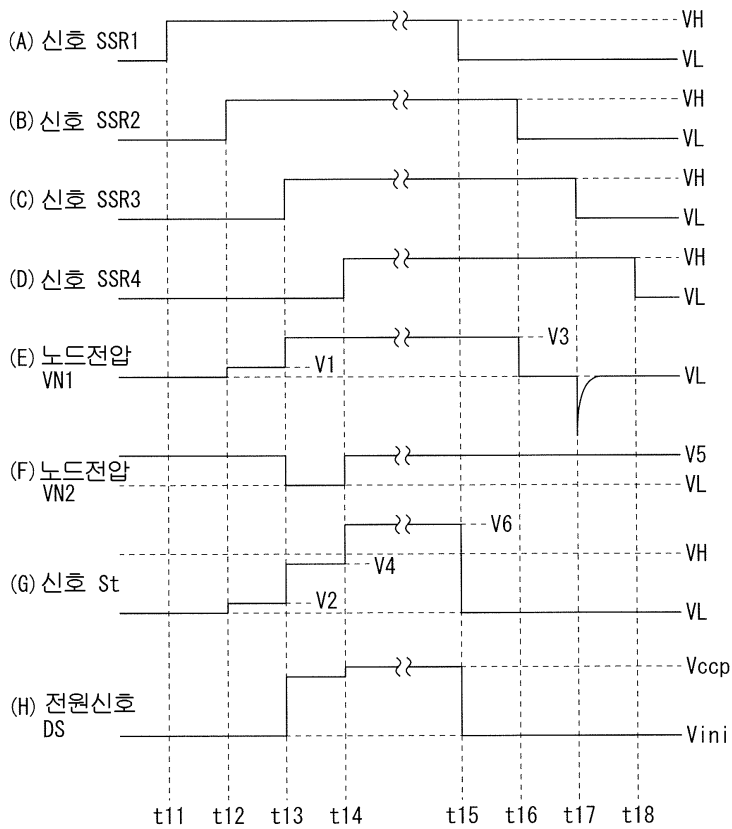 (A) 신호 SSR1
VH
VL
(B) 신호 SSR2
VH
VL
(C) 신호 SSR3
VH
VL
(D) 신호 SSR4
VH
VL
(E) 노드전압
VN1
V1
V3
VL
(F) 노드전압
VN2
V5
VL
(G) 신호 St
V2
V4
V6
VH
VL
(H) 전원신호
DS
Vccp
Vini
t11 t12 t13 t14 t15 t16 t17 t18